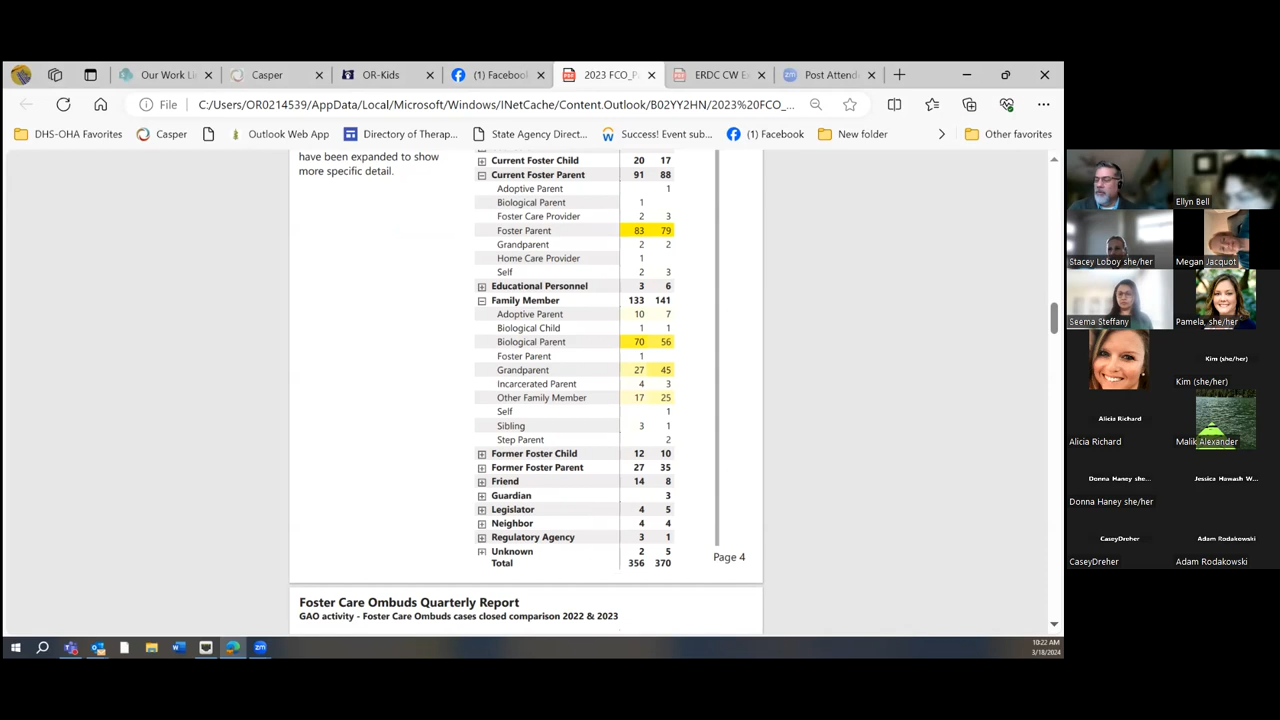 Our Work Li
Casper
OR-Kids
(1) Facebook
2023 FCO_P
ERDC CW E
Post Attend
File
C:/Users/OR0214539/AppData/Local/Microsoft/Windows/INetCache/Content.Outlook/B02YY2HN/2023%20FCO_...
DHS-OHA Favorites
Casper
Outlook Web App
Directory of Therap...
State Agency Direct...
Success! Event sub...
(1) Facebook
New folder
Other favorites
have been expanded to show
more specific detail.
Current Foster Child 20 17
Current Foster Parent 91 88
Adoptive Parent 1
Biological Parent 1
Foster Care Provider 2 3
Foster Parent 83 79
Grandparent 2 2
Home Care Provider 1
Self 2 3
Educational Personnel 3 6
Family Member 133 141
Adoptive Parent 10 7
Biological Child 1 1
Biological Parent 70 56
Foster Parent 1
Grandparent 27 45
Incarcerated Parent 4 3
Other Family Member 17 25
Self 1
Sibling 3 1
Step Parent 2
Former Foster Child 12 10
Former Foster Parent 27 35
Friend 14 8
Guardian 3
Legislator 4 5
Neighbor 4 4
Regulatory Agency 3 1
Unknown 2 5
Total 356 370
Page 4
Foster Care Ombuds Quarterly Report
GAO activity - Foster Care Ombuds cases closed comparison 2022 & 2023
10:22 AM
3/18/2024
Ellyn Bell
Stacey Loboy she/her
Megan Jacquot
Seema Steffany
Pamela, she/her
Kim (she/her)
Kim (she/her)
Alicia Richard
Alicia Richard
Malik Alexander
Donna Haney she...
Donna Haney she/her
Jessica Hawash W...
CaseyDreher
CaseyDreher
Adam Rodakowski
Adam Rodakowski